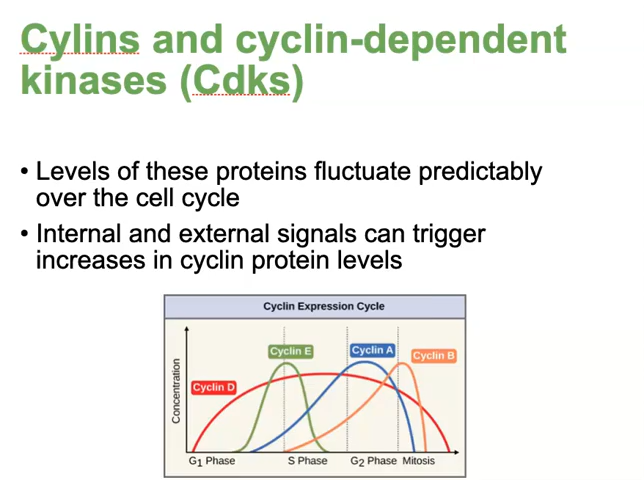 Cylins and cyclin-dependent
kinases (Cdks)
• Levels of these proteins fluctuate predictably
over the cell cycle
• Internal and external signals can trigger
increases in cyclin protein levels
Cyclin Expression Cycle
Cyclin E
Cyclin A
Cyclin B
Cyclin D
Concentration
G1 Phase
S Phase
G2 Phase
Mitosis